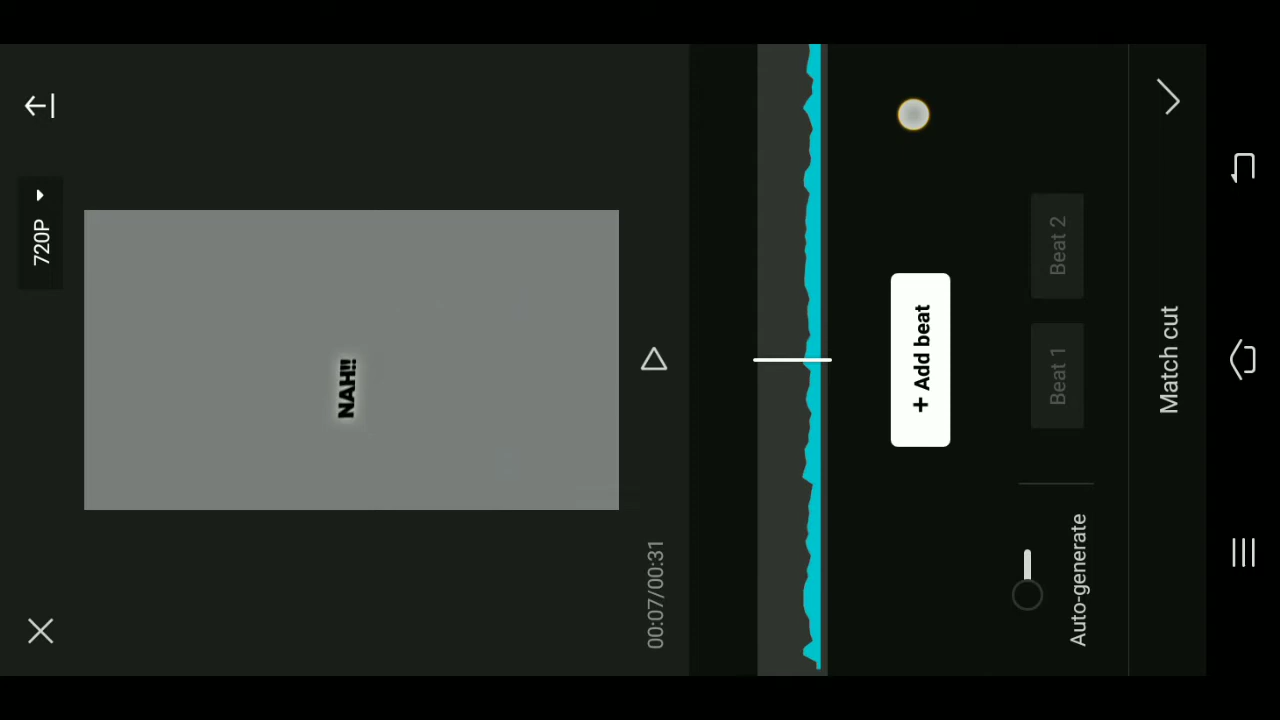 720P
NAH!!
00:07/00:31
+ Add beat
Auto-generate
Beat 1
Beat 2
Match cut